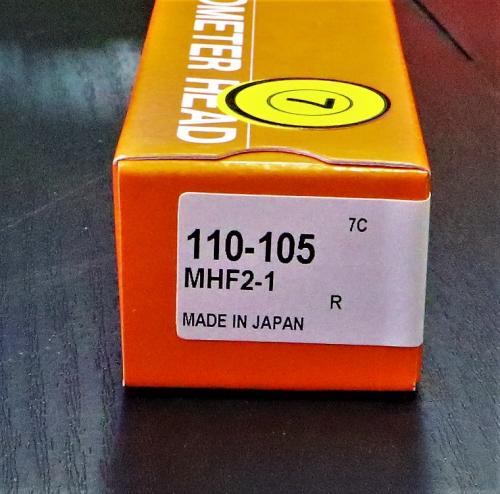 OMETER HEAD
7
7C
110-105
MHF2-1
R
MADE IN JAPAN